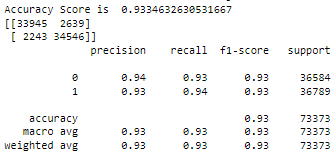 Accuracy Score is 0.9334632630531667
[[33945 2639]
[ 2243 34546]]
precision recall f1-score support
0 0.94 0.93 0.93 36584
1 0.93 0.94 0.93 36789
accuracy 0.93 73373
macro avg 0.93 0.93 0.93 73373
weighted avg 0.93 0.93 0.93 73373